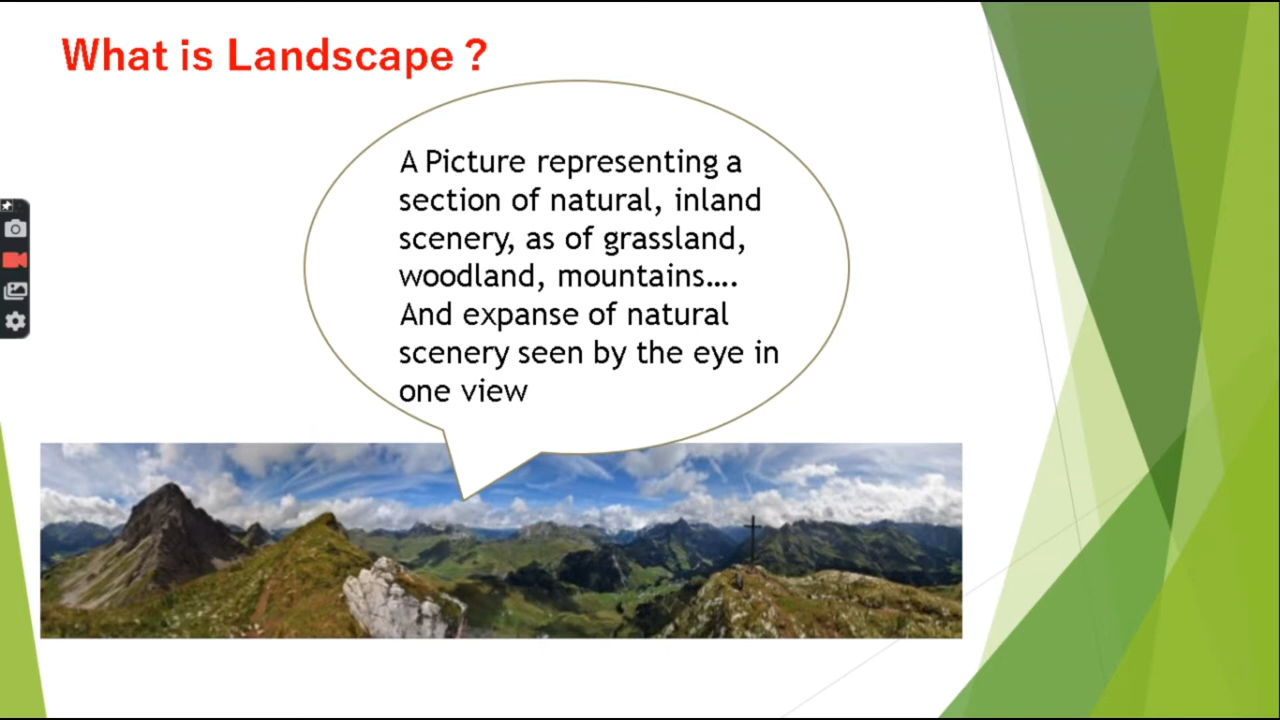 What is Landscape ?
A Picture representing a
section of natural, inland
scenery, as of grassland,
woodland, mountains….
And expanse of natural
scenery seen by the eye in
one view